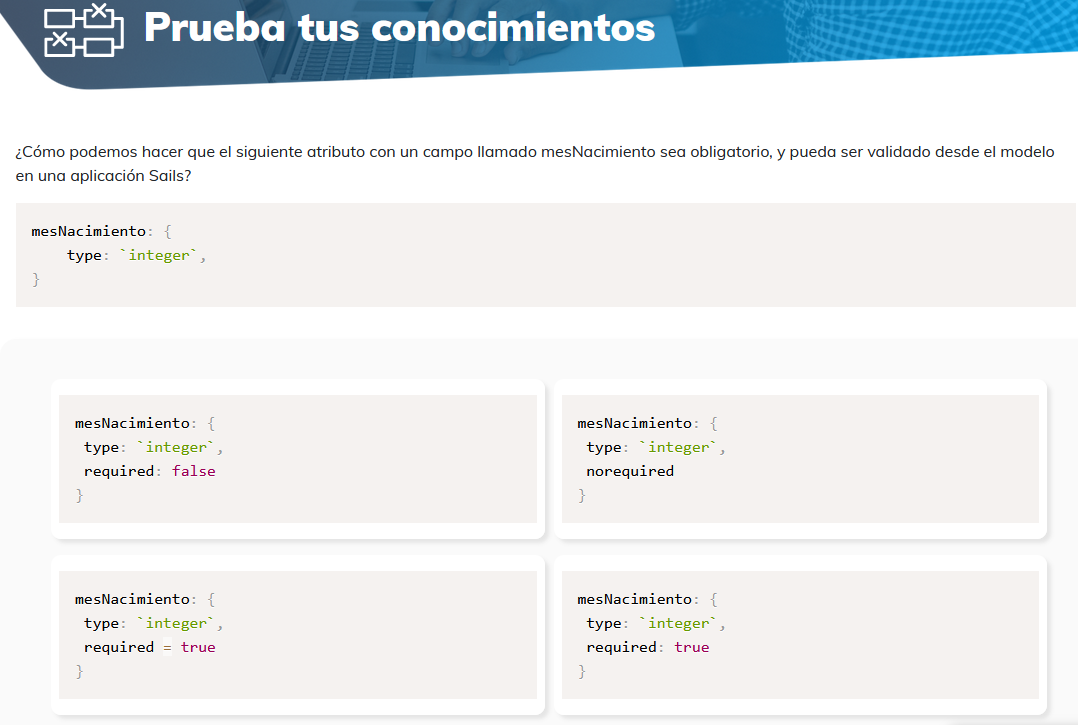 Prueba tus conocimientos
¿Cómo podemos hacer que el siguiente atributo con un campo llamado mesNacimiento sea obligatorio, y pueda ser validado desde el modelo
en una aplicación Sails?
mesNacimiento: {
    type: `integer`,
}
mesNacimiento: {
 type: `integer`,
 required: false
}
mesNacimiento: {
 type: `integer`,
 norequired
}
mesNacimiento: {
 type: `integer`,
 required = true
}
mesNacimiento: {
 type: `integer`,
 required: true
}